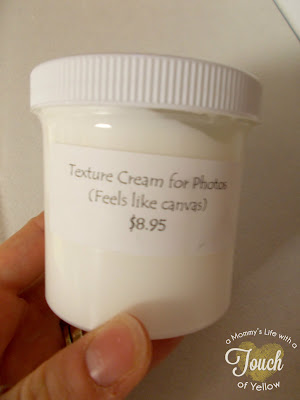 Texture Cream for Photos
(Feels like canvas)
$8.95
a Mommy's Life with a
Touch
of Yellow